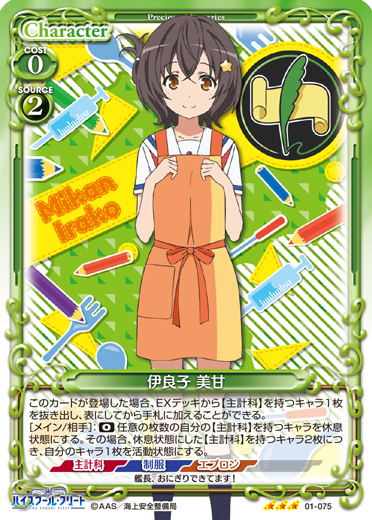 Precious Memories
Character
COST
0
SOURCE
2
Mikan
Irako
伊良子 美甘
このカードが登場した場合、EXデッキから【主計科】を持つキャラ1枚
を抜き出し、表にしてから手札に加えることができる。
[メイン/相手]:0 任意の枚数の自分の【主計科】を持つキャラを休息
状態にする。その場合、休息状態にした【主計科】を持つキャラ2枚につ
き、自分のキャラ1枚を活動状態にする。
主計科 制服 エプロン
艦長、おにぎりできてます!
ハイスクール・フリート
©AAS/海上安全整備局
01-075